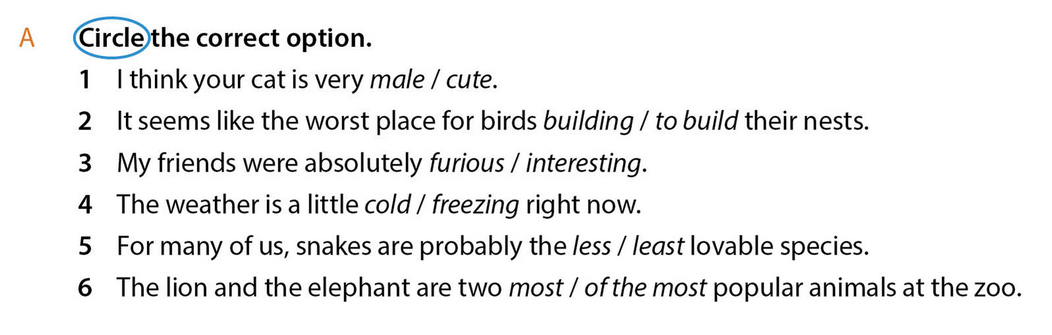 A Circle the correct option.
1 I think your cat is very male / cute.
2 It seems like the worst place for birds building / to build their nests.
3 My friends were absolutely furious / interesting.
4 The weather is a little cold / freezing right now.
5 For many of us, snakes are probably the less / least lovable species.
6 The lion and the elephant are two most / of the most popular animals at the zoo.